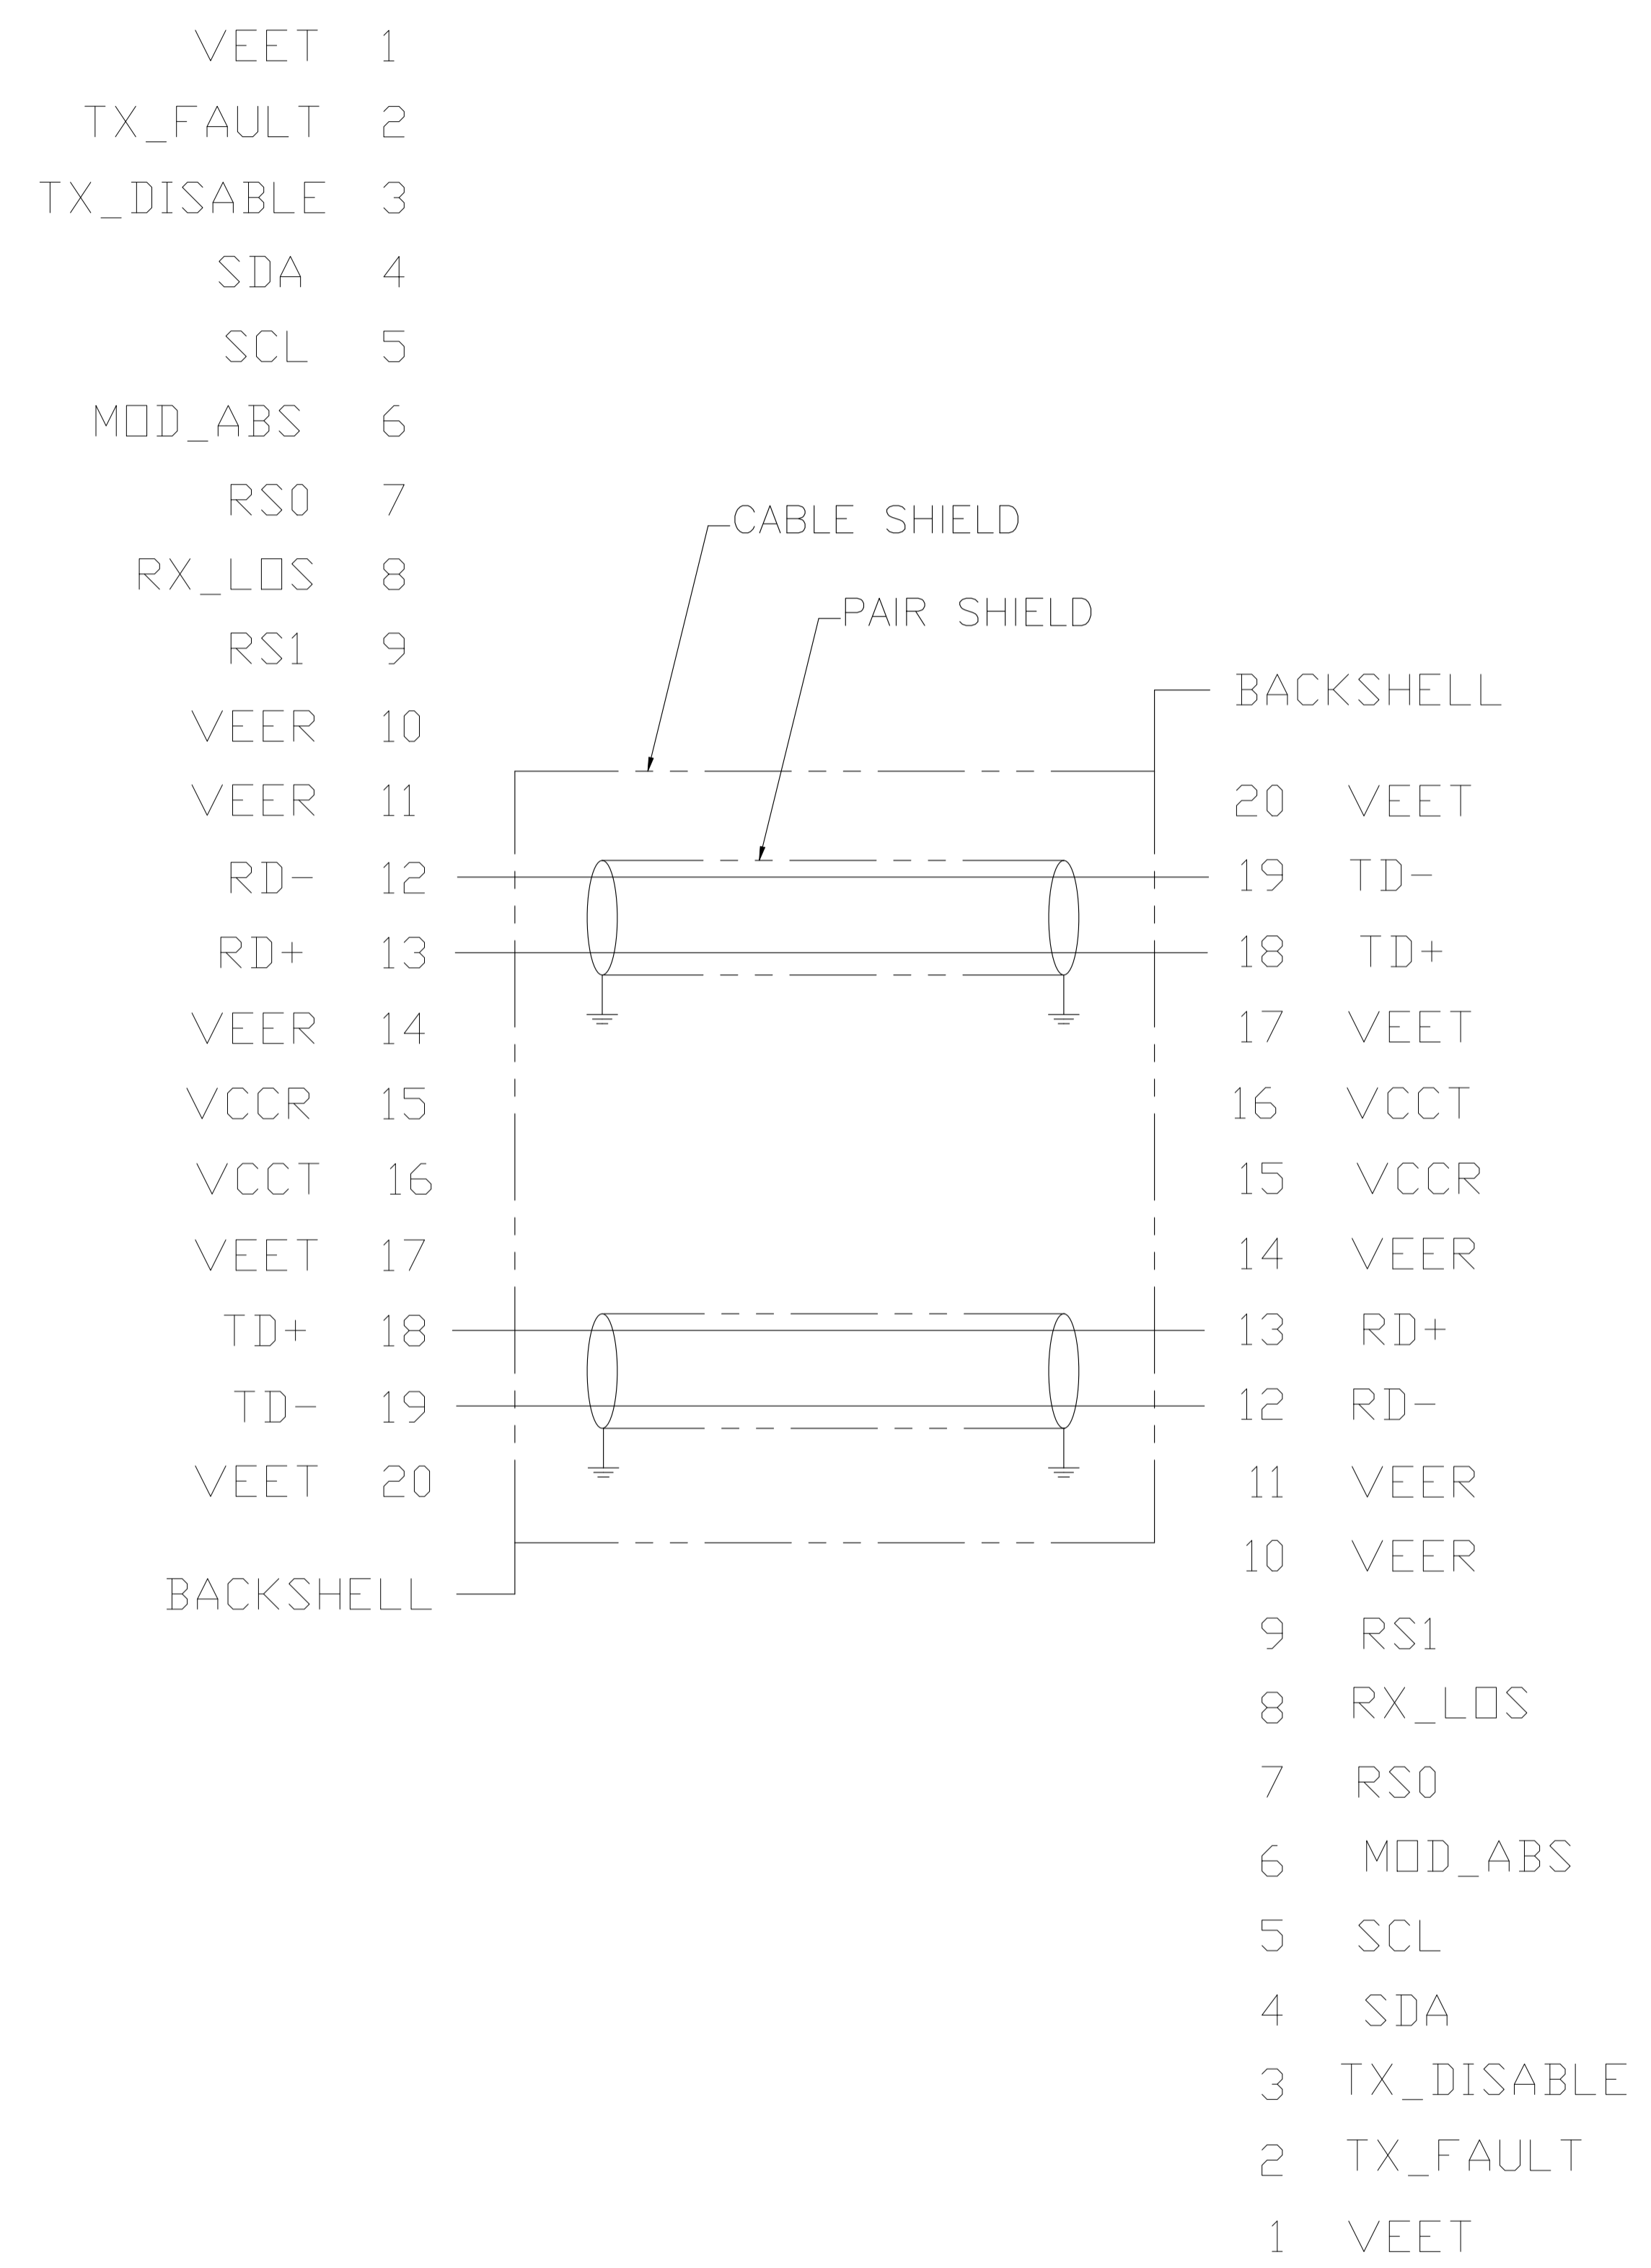 VEET 1
TX_FAULT 2
TX_DISABLE 3
SDA 4
SCL 5
MOD_ABS 6
RS0 7
RX_LOS 8
RS1 9
VEER 10
VEER 11
RD- 12
RD+ 13
VEER 14
VCCR 15
VCCT 16
VEET 17
TD+ 18
TD- 19
VEET 20
BACKSHELL
CABLE SHIELD
PAIR SHIELD
BACKSHELL
20 VEET
19 TD-
18 TD+
17 VEET
16 VCCT
15 VCCR
14 VEER
13 RD+
12 RD-
11 VEER
10 VEER
9 RS1
8 RX_LOS
7 RS0
6 MOD_ABS
5 SCL
4 SDA
3 TX_DISABLE
2 TX_FAULT
1 VEET